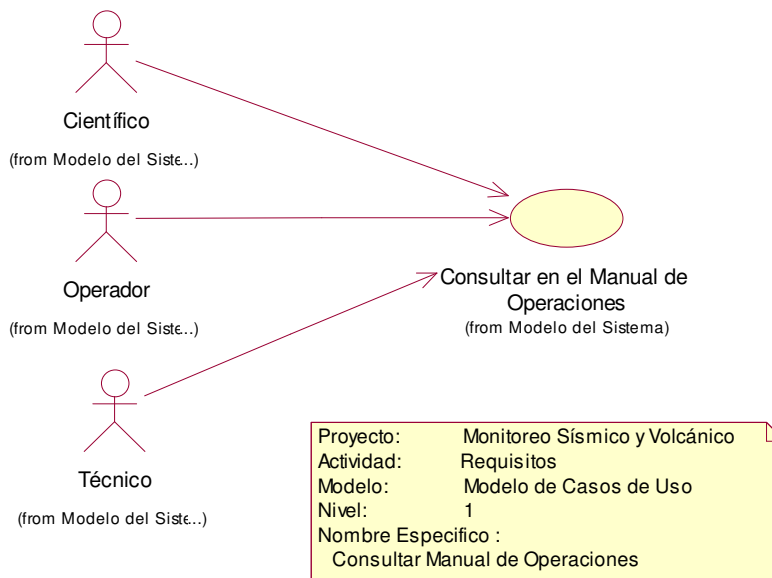 Científico
(from Modelo del Siste...)
Operador
(from Modelo del Siste...)
Técnico
(from Modelo del Siste...)
Consultar en el Manual de
Operaciones
(from Modelo del Sistema)
Proyecto: Monitoreo Sísmico y Volcánico
Actividad: Requisitos
Modelo: Modelo de Casos de Uso
Nivel: 1
Nombre Especifico :
Consultar Manual de Operaciones